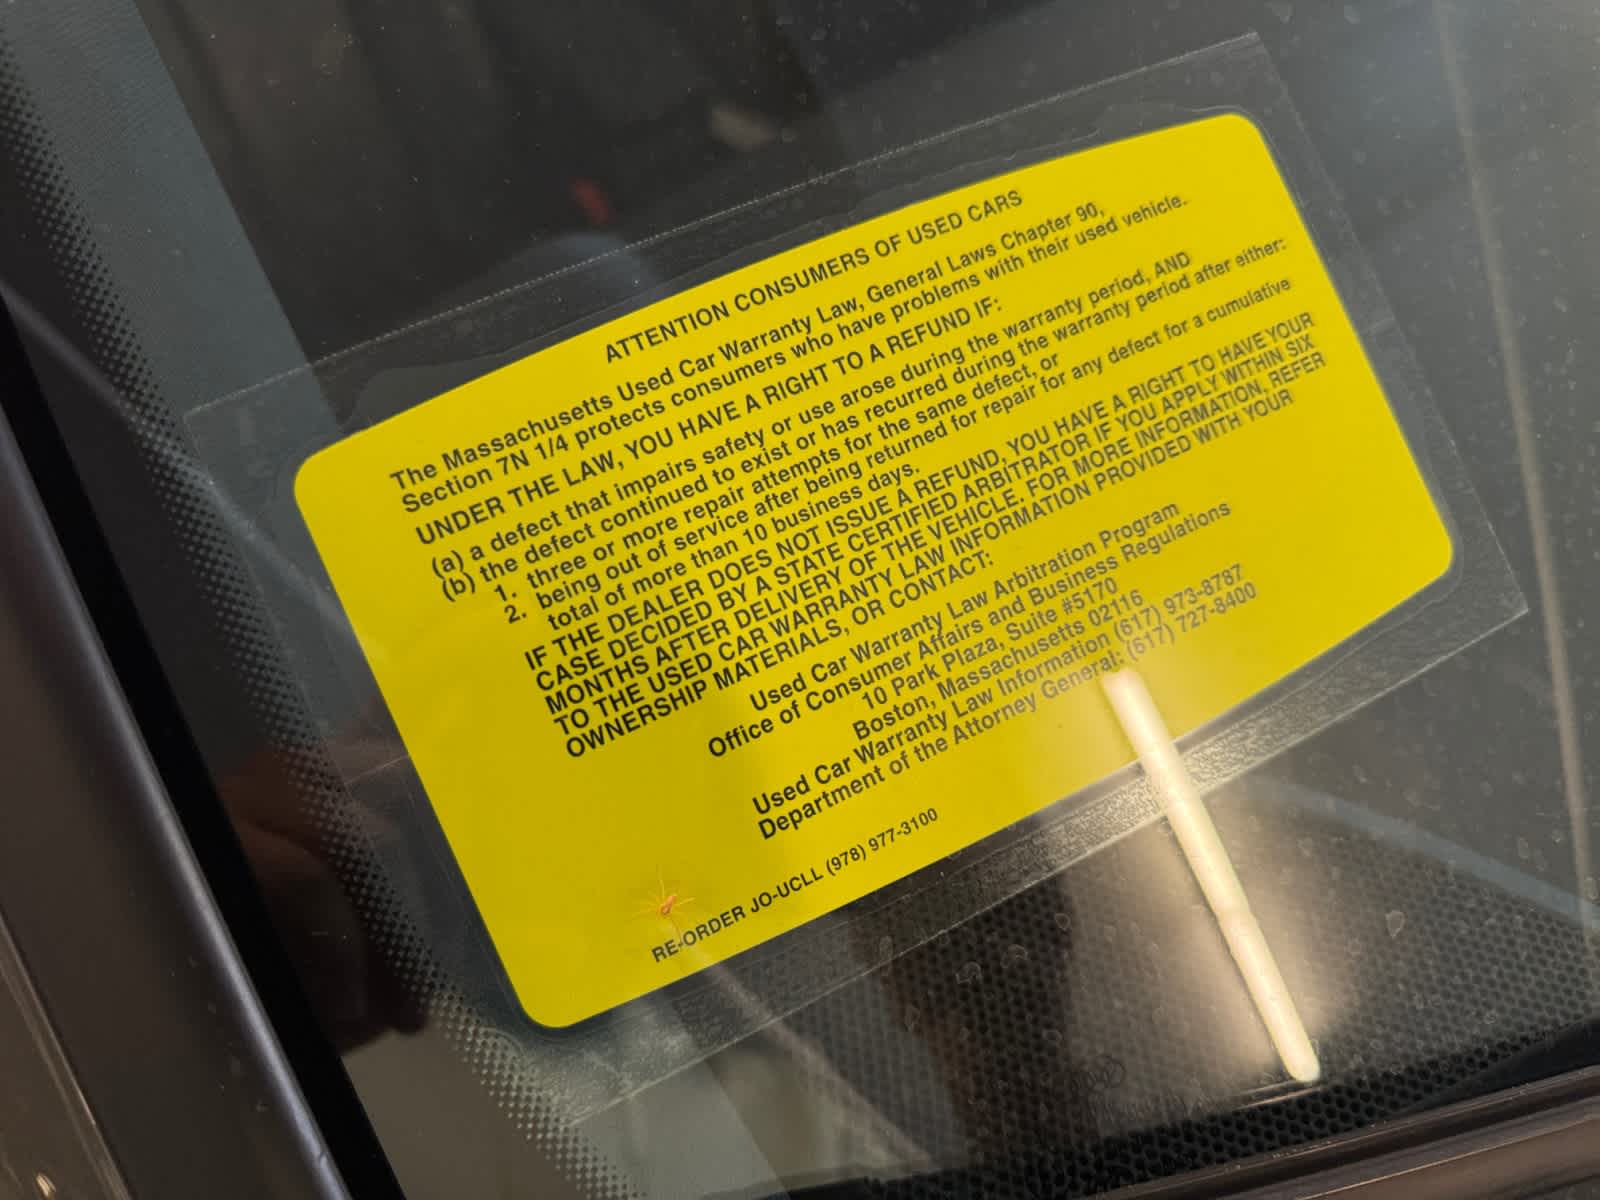 ATTENTION CONSUMERS OF USED CARS
The Massachusetts Used Car Warranty Law, General Laws Chapter 90,
Section 7N 1/4 protects consumers who have problems with their used vehicle.
UNDER THE LAW, YOU HAVE A RIGHT TO A REFUND IF:
(a) a defect that impairs safety or use arose during the warranty period, AND
(b) the defect continued to exist or has recurred during the warranty period after either:
1. three or more repair attempts for the same defect, or
2. being out of service after being returned for repair for any defect for a cumulative
total of more than 10 business days.
IF THE DEALER DOES NOT ISSUE A REFUND, YOU HAVE A RIGHT TO HAVE YOUR
CASE DECIDED BY A STATE CERTIFIED ARBITRATOR IF YOU APPLY WITHIN SIX
MONTHS AFTER DELIVERY OF THE VEHICLE. FOR MORE INFORMATION, REFER
TO THE USED CAR WARRANTY LAW INFORMATION PROVIDED WITH YOUR
OWNERSHIP MATERIALS, OR CONTACT:
Used Car Warranty Law Arbitration Program
Office of Consumer Affairs and Business Regulations
10 Park Plaza, Suite #5170
Boston, Massachusetts 02116
Used Car Warranty Law Information (617) 973-8787
Department of the Attorney General: (617) 727-8400
RE-ORDER JO-UCLL (978) 977-3100